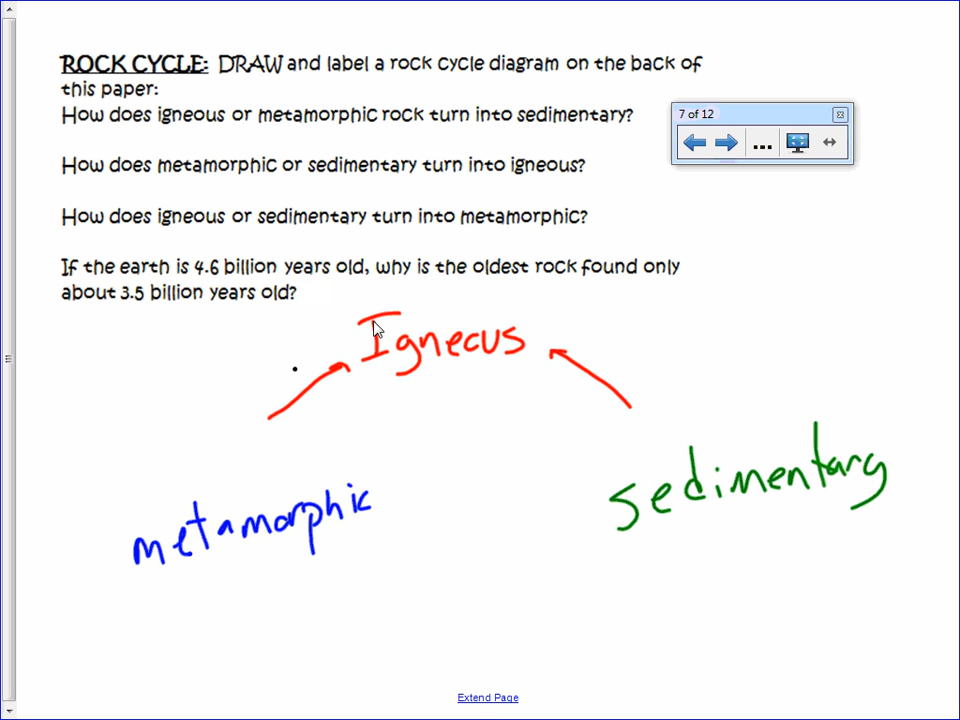 ROCK CYCLE: DRAW and label a rock cycle diagram on the back of
this paper:
How does igneous or metamorphic rock turn into sedimentary?
7 of 12
How does metamorphic or sedimentary turn into igneous?
How does igneous or sedimentary turn into metamorphic?
If the earth is 4.6 billion years old, why is the oldest rock found only
about 3.5 billion years old?
Igneous
sedimentary
metamorphic
Extend Page